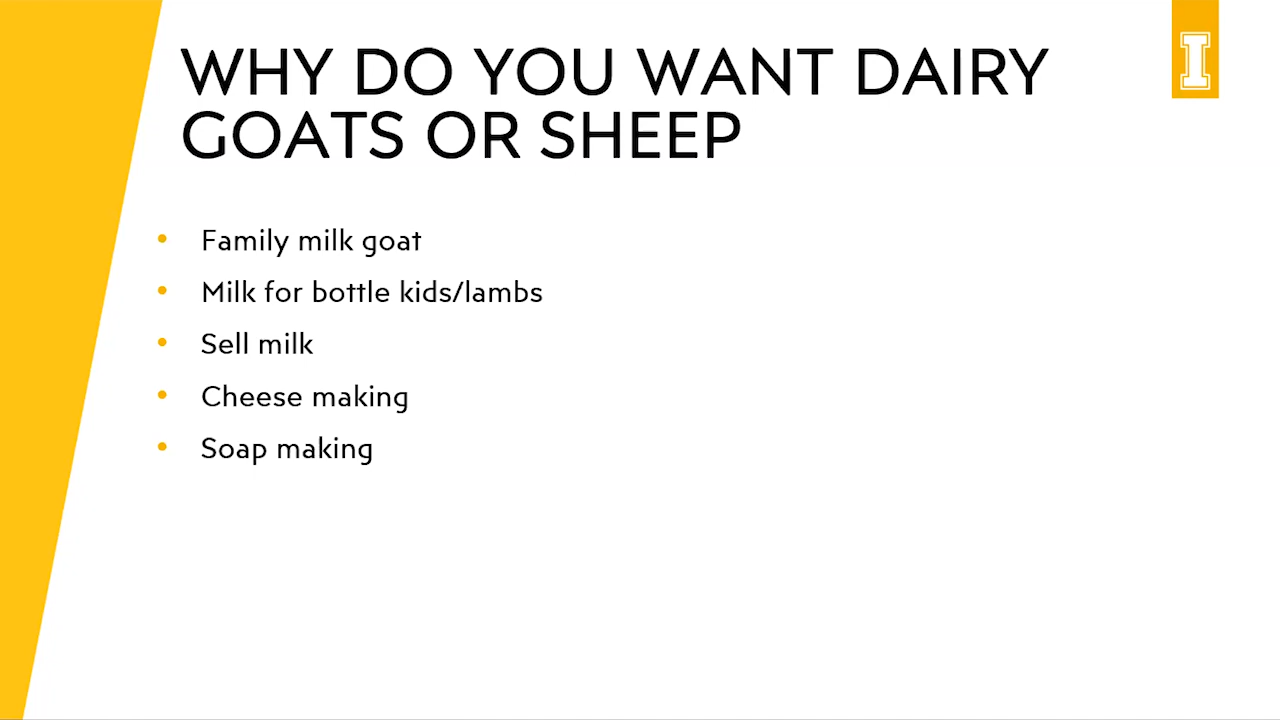 WHY DO YOU WANT DAIRY
GOATS OR SHEEP
I
• Family milk goat
• Milk for bottle kids/lambs
• Sell milk
• Cheese making
• Soap making